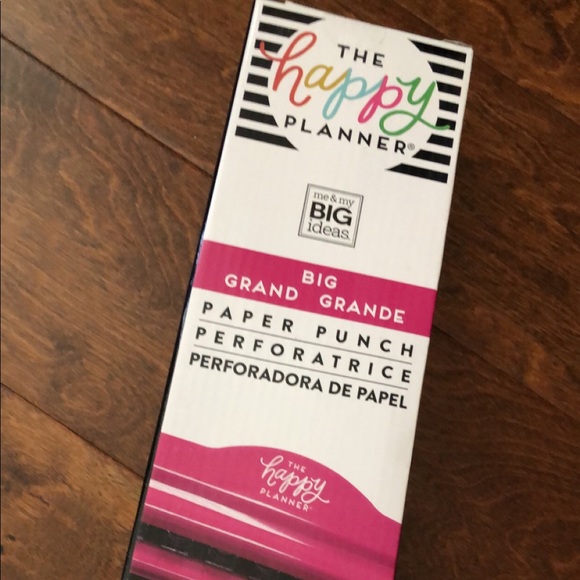 THE
happy
PLANNER®
me & my
BIG
ideas.
BIG
GRAND GRANDE
PAPER PUNCH
PERFORATRICE
PERFORADORA DE PAPEL
THE
happy
PLANNER®